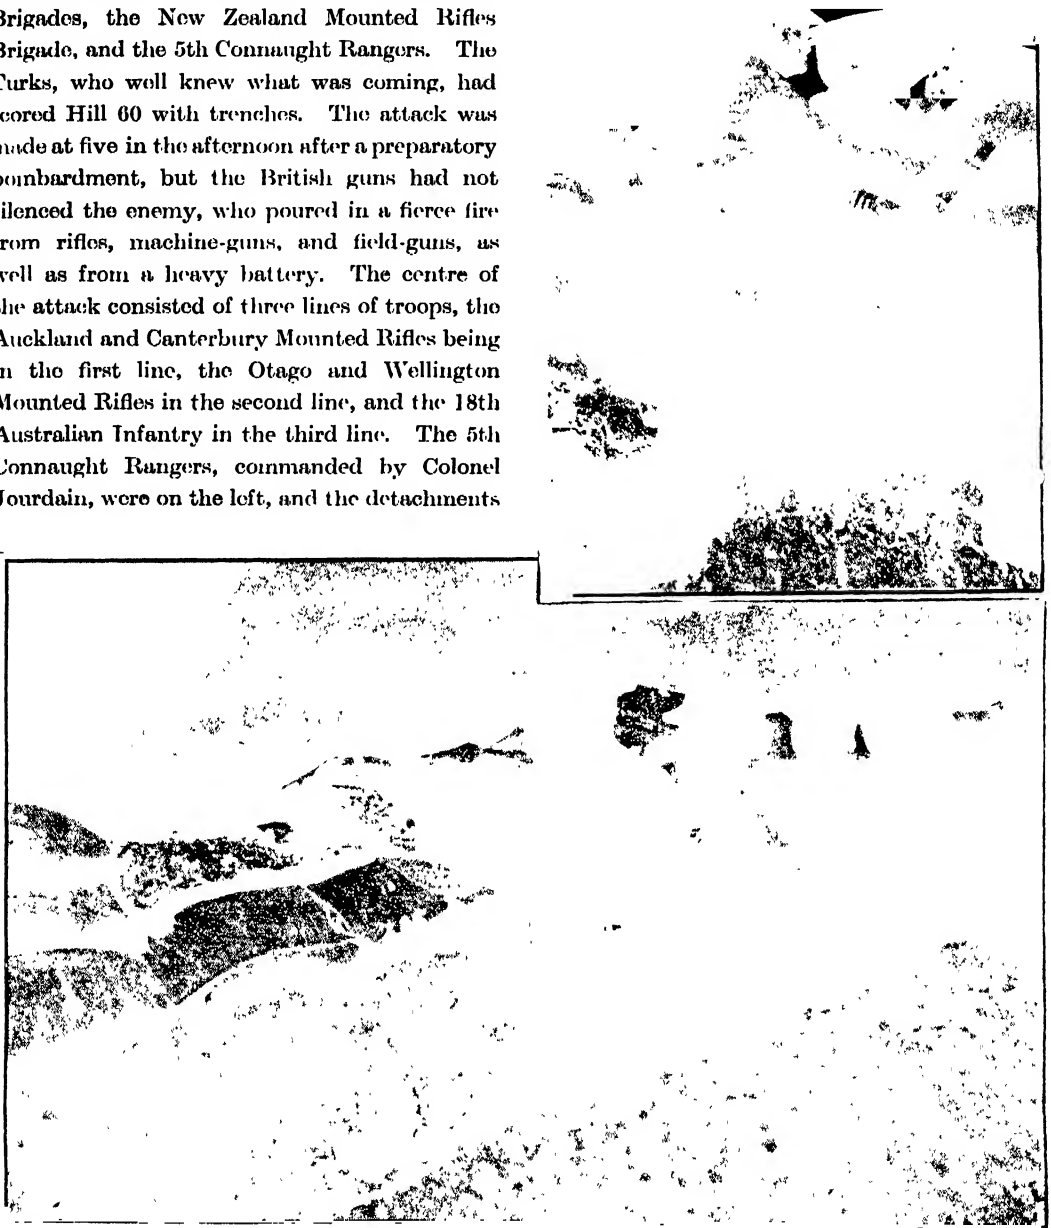 Brigades, the New Zealand Mounted Rifles
Brigade, and the 5th Connaught Rangers. The
Turks, who well knew what was coming, had
scored Hill 60 with trenches. The attack was
made at five in the afternoon after a preparatory
bombardment, but the British guns had not
silenced the enemy, who poured in a fierce fire
from rifles, machine-guns, and field-guns, as
well as from a heavy battery. The centre of
the attack consisted of three lines of troops, the
Auckland and Canterbury Mounted Rifles being
in the first line, the Otago and Wellington
Mounted Rifles in the second line, and the 18th
Australian Infantry in the third line. The 5th
Connaught Rangers, commanded by Colonel
Jourdain, were on the left, and the detachments